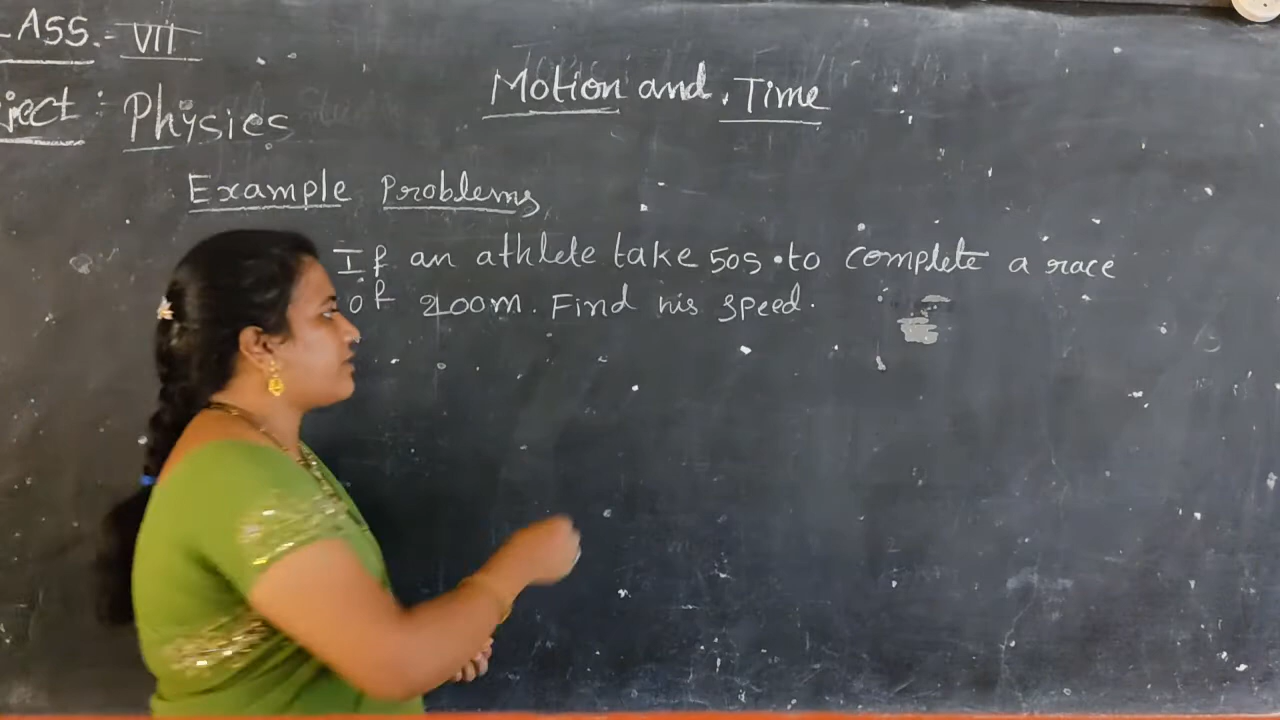 LASS.- VII
ject : Physics
Motion and Time
Example Problems
If an athlete take 50s to complete a race
of 200m. Find his speed.